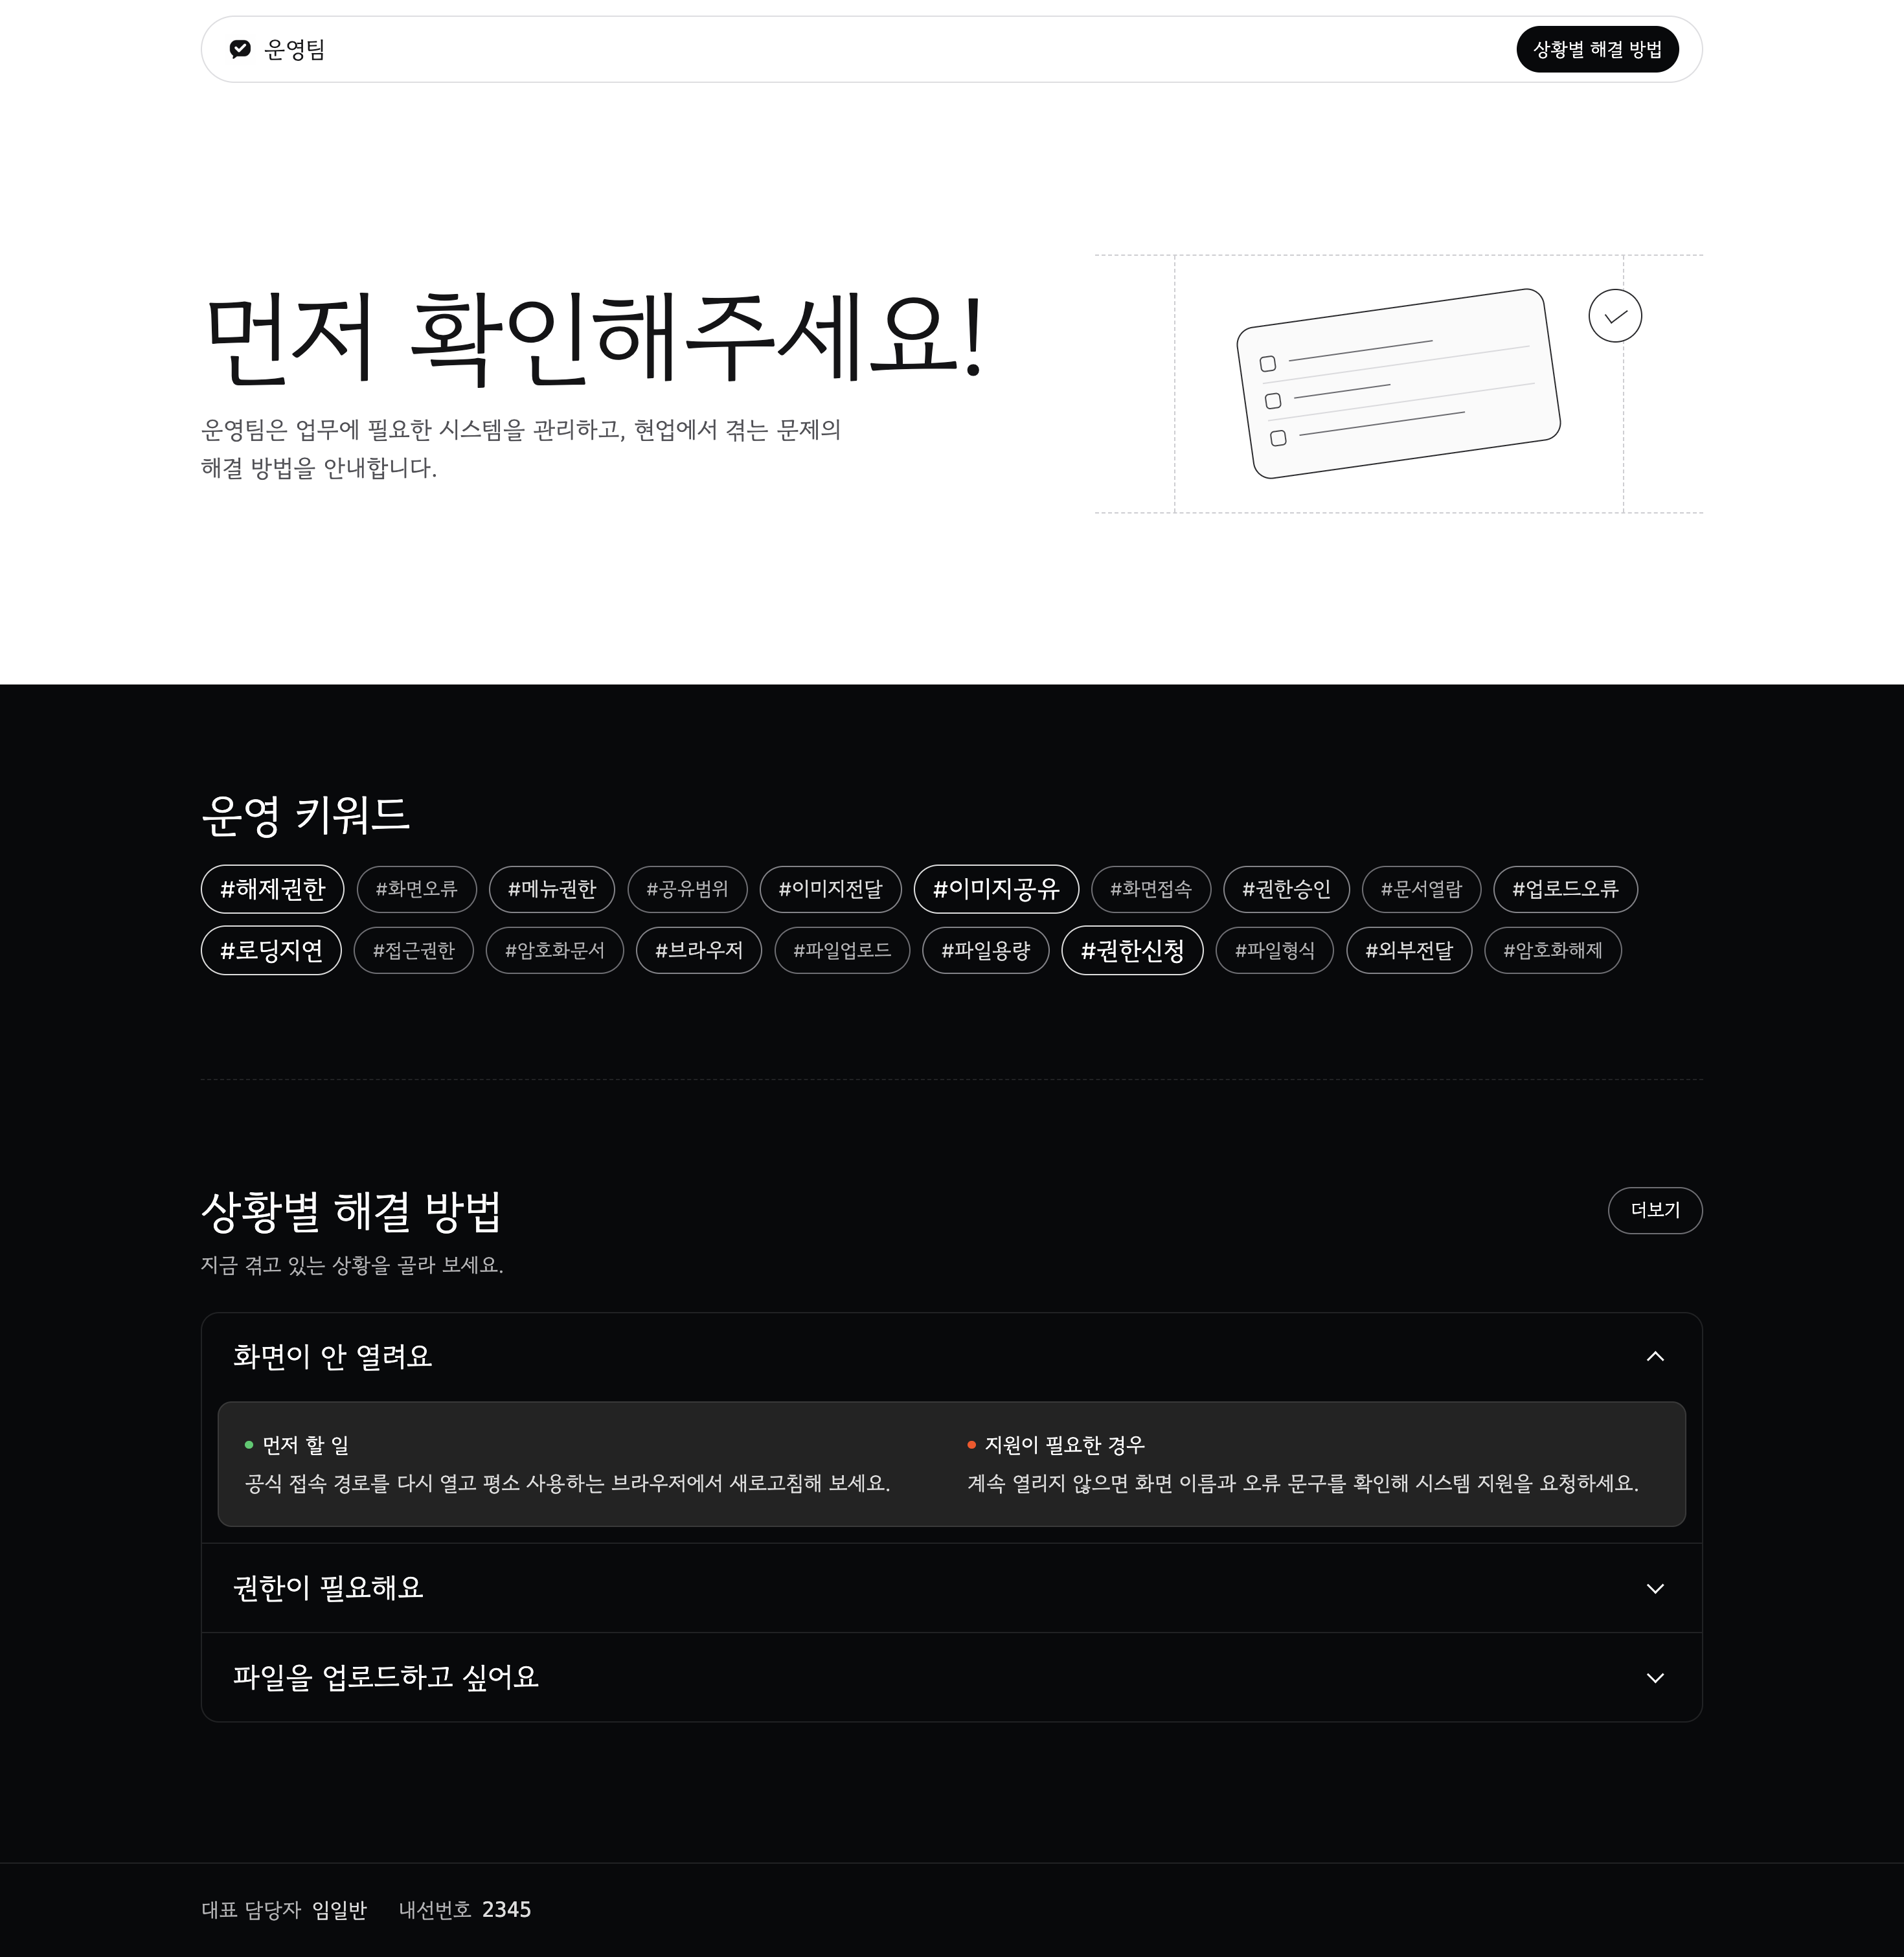 운영팀
상황별 해결 방법
먼저 확인해주세요!
운영팀은 업무에 필요한 시스템을 관리하고, 현업에서 겪는 문제의
해결 방법을 안내합니다.
운영 키워드
#해제권한 #화면오류 #메뉴권한 #공유범위 #이미지전달 #이미지공유 #화면접속 #권한승인 #문서열람 #업로드오류
#로딩지연 #접근권한 #암호화문서 #브라우저 #파일업로드 #파일용량 #권한신청 #파일형식 #외부전달 #암호화해제
상황별 해결 방법
더보기
지금 겪고 있는 상황을 골라 보세요.
화면이 안 열려요
먼저 할 일
공식 접속 경로를 다시 열고 평소 사용하는 브라우저에서 새로고침해 보세요.
지원이 필요한 경우
계속 열리지 않으면 화면 이름과 오류 문구를 확인해 시스템 지원을 요청하세요.
권한이 필요해요
파일을 업로드하고 싶어요
대표 담당자 임일반 내선번호 2345